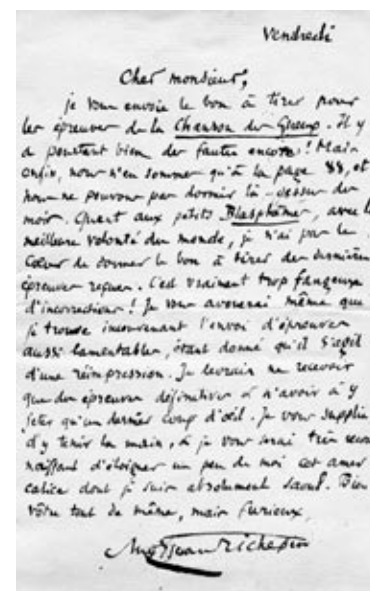 Vendredi
Cher monsieur,
je vous envoie le bon à tirer pour
les épreuves de la Chanson des Gueux. Il y
a pourtant bien des fautes encore ! Mais
enfin, nous n'en sommes qu'à la page 88, et
nous ne pouvons pas dormir là-dessus des
mois. Quant aux petits Blasphèmes, avec la
meilleure volonté du monde, je n'ai pas le
cœur de donner le bon à tirer des dernières
épreuves reçues. C'est vraiment trop fangeux
d'incorrections ! Je vous avouerai même que
je trouve inconvenant l'envoi d'épreuves
aussi lamentables, étant donné qu'il s'agit
d'une réimpression. Je devrais ne recevoir
que des épreuves définitives et n'avoir à y
jeter qu'un dernier coup d'œil. Je vous supplie
d'y tenir la main, et je vous serai très recon
naissant d'éloigner un peu de moi cet amer
calice dont je suis absolument saoul. Bien
vôtre tout de même, mais furieux,
Jean Richepin